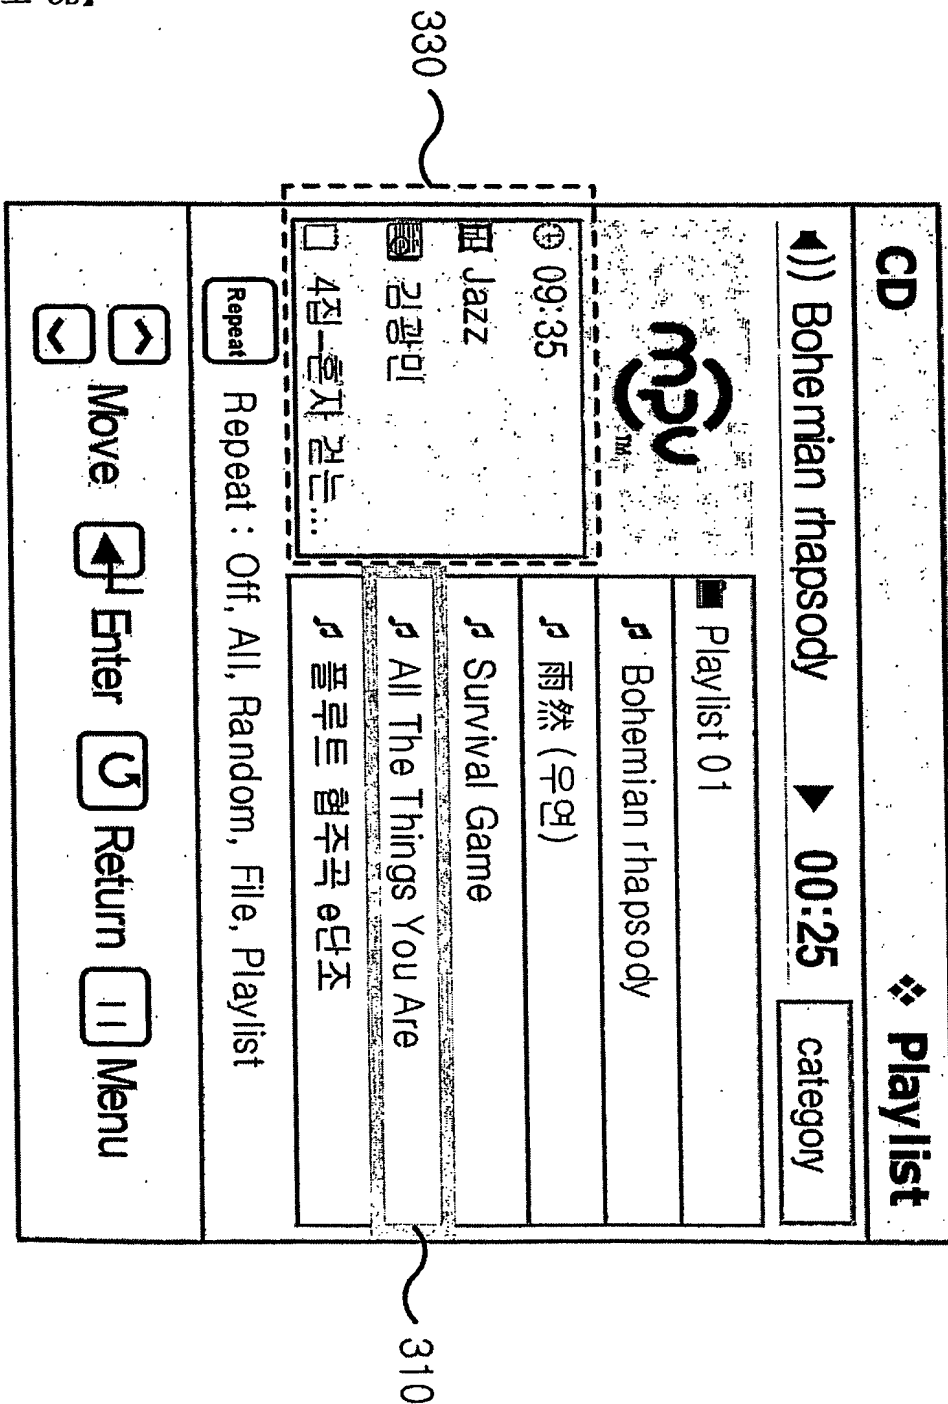 CD ❖ Playlist
Bohemian rhapsody ▶ 00:25 category
mpv™
09:35
Jazz
김광민
4집-혼자 걷는...
Playlist 01
Bohemian rhapsody
雨然 (우연)
Survival Game
All The Things You Are
플루트 협주곡 e단조
Repeat Repeat : Off, All, Random, File, Playlist
Move Enter Return Menu
330
310